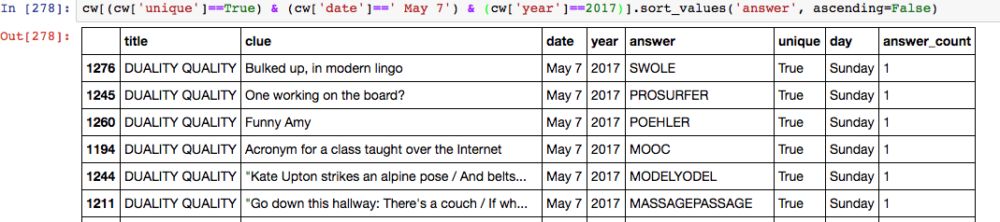 In [278]: cw[(cw['unique']==True) & (cw['date']==' May 7') & (cw['year']==2017)].sort_values('answer', ascending=False)
Out[278]:
title clue date year answer unique day answer_count
1276 DUALITY QUALITY Bulked up, in modern lingo May 7 2017 SWOLE True Sunday 1
1245 DUALITY QUALITY One working on the board? May 7 2017 PROSURFER True Sunday 1
1260 DUALITY QUALITY Funny Amy May 7 2017 POEHLER True Sunday 1
1194 DUALITY QUALITY Acronym for a class taught over the Internet May 7 2017 MOOC True Sunday 1
1244 DUALITY QUALITY "Kate Upton strikes an alpine pose / And belts... May 7 2017 MODELYODEL True Sunday 1
1211 DUALITY QUALITY "Go down this hallway: There's a couch / If wh... May 7 2017 MASSAGEPASSAGE True Sunday 1